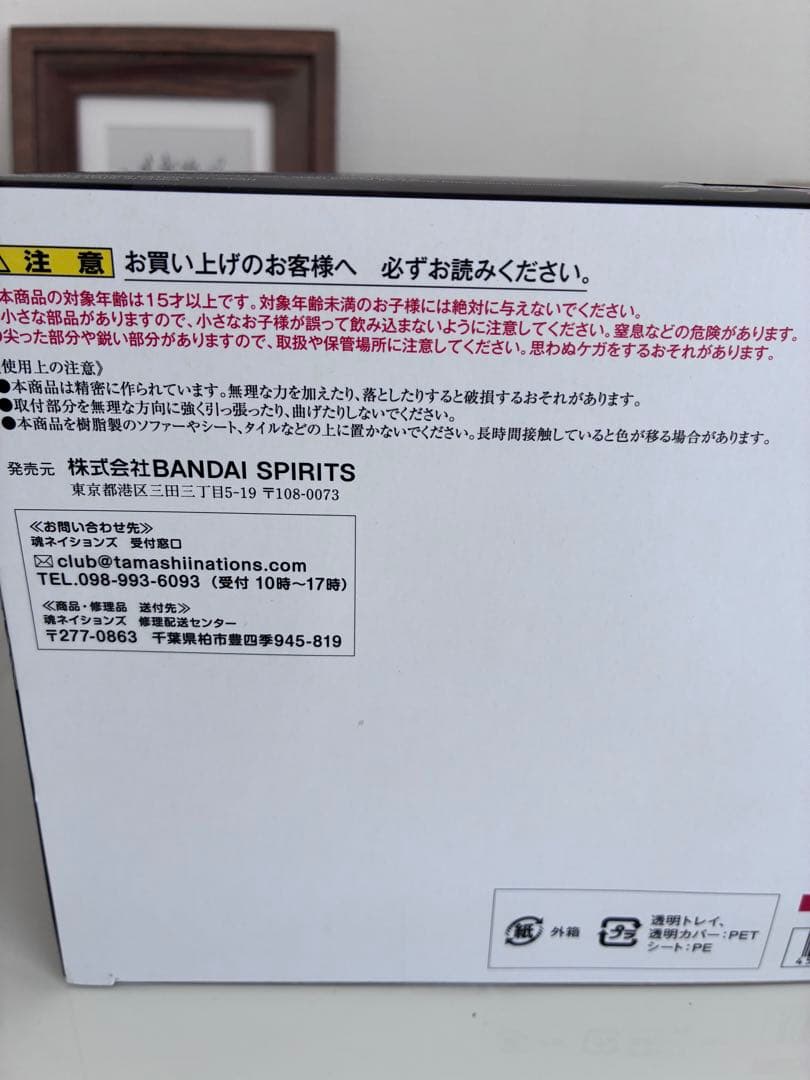 注意 お買い上げのお客様へ 必ずお読みください。
本商品の対象年齢は15才以上です。対象年齢未満のお子様には絶対に与えないでください。
小さな部品がありますので、小さなお子様が誤って飲み込まないように注意してください。窒息などの危険があります。
尖った部分や鋭い部分がありますので、取扱や保管場所に注意してください。思わぬケガをするおそれがあります。
使用上の注意》
●本商品は精密に作られています。無理な力を加えたり、落としたりすると破損するおそれがあります。
●取付部分を無理な方向に強く引っ張ったり、曲げたりしないでください。
●本商品を樹脂製のソファーやシート、タイルなどの上に置かないでください。長時間接触していると色が移る場合があります。
発売元 株式会社BANDAI SPIRITS
東京都港区三田三丁目5-19 〒108-0073
≪お問い合わせ先≫
魂ネイションズ 受付窓口
club@tamashiinations.com
TEL.098-993-6093 (受付 10時〜17時)
≪商品・修理品 送付先≫
魂ネイションズ 修理配送センター
〒277-0863 千葉県柏市豊四季945-819
紙 外箱
プラ 透明トレイ、
透明カバー:PET
シート:PE